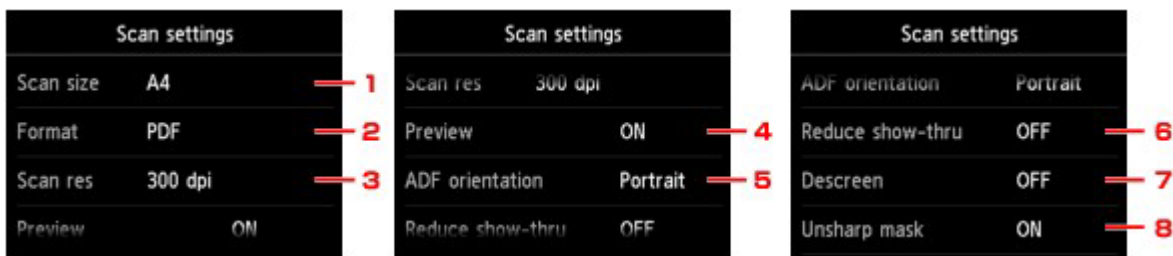 Scan settings
Scan size A4 1
Format PDF 2
Scan res 300 dpi 3
Preview ON
Scan settings
Scan res 300 dpi
Preview ON 4
ADF orientation Portrait 5
Reduce show-thru OFF
Scan settings
ADF orientation Portrait
Reduce show-thru OFF 6
Descreen OFF 7
Unsharp mask ON 8